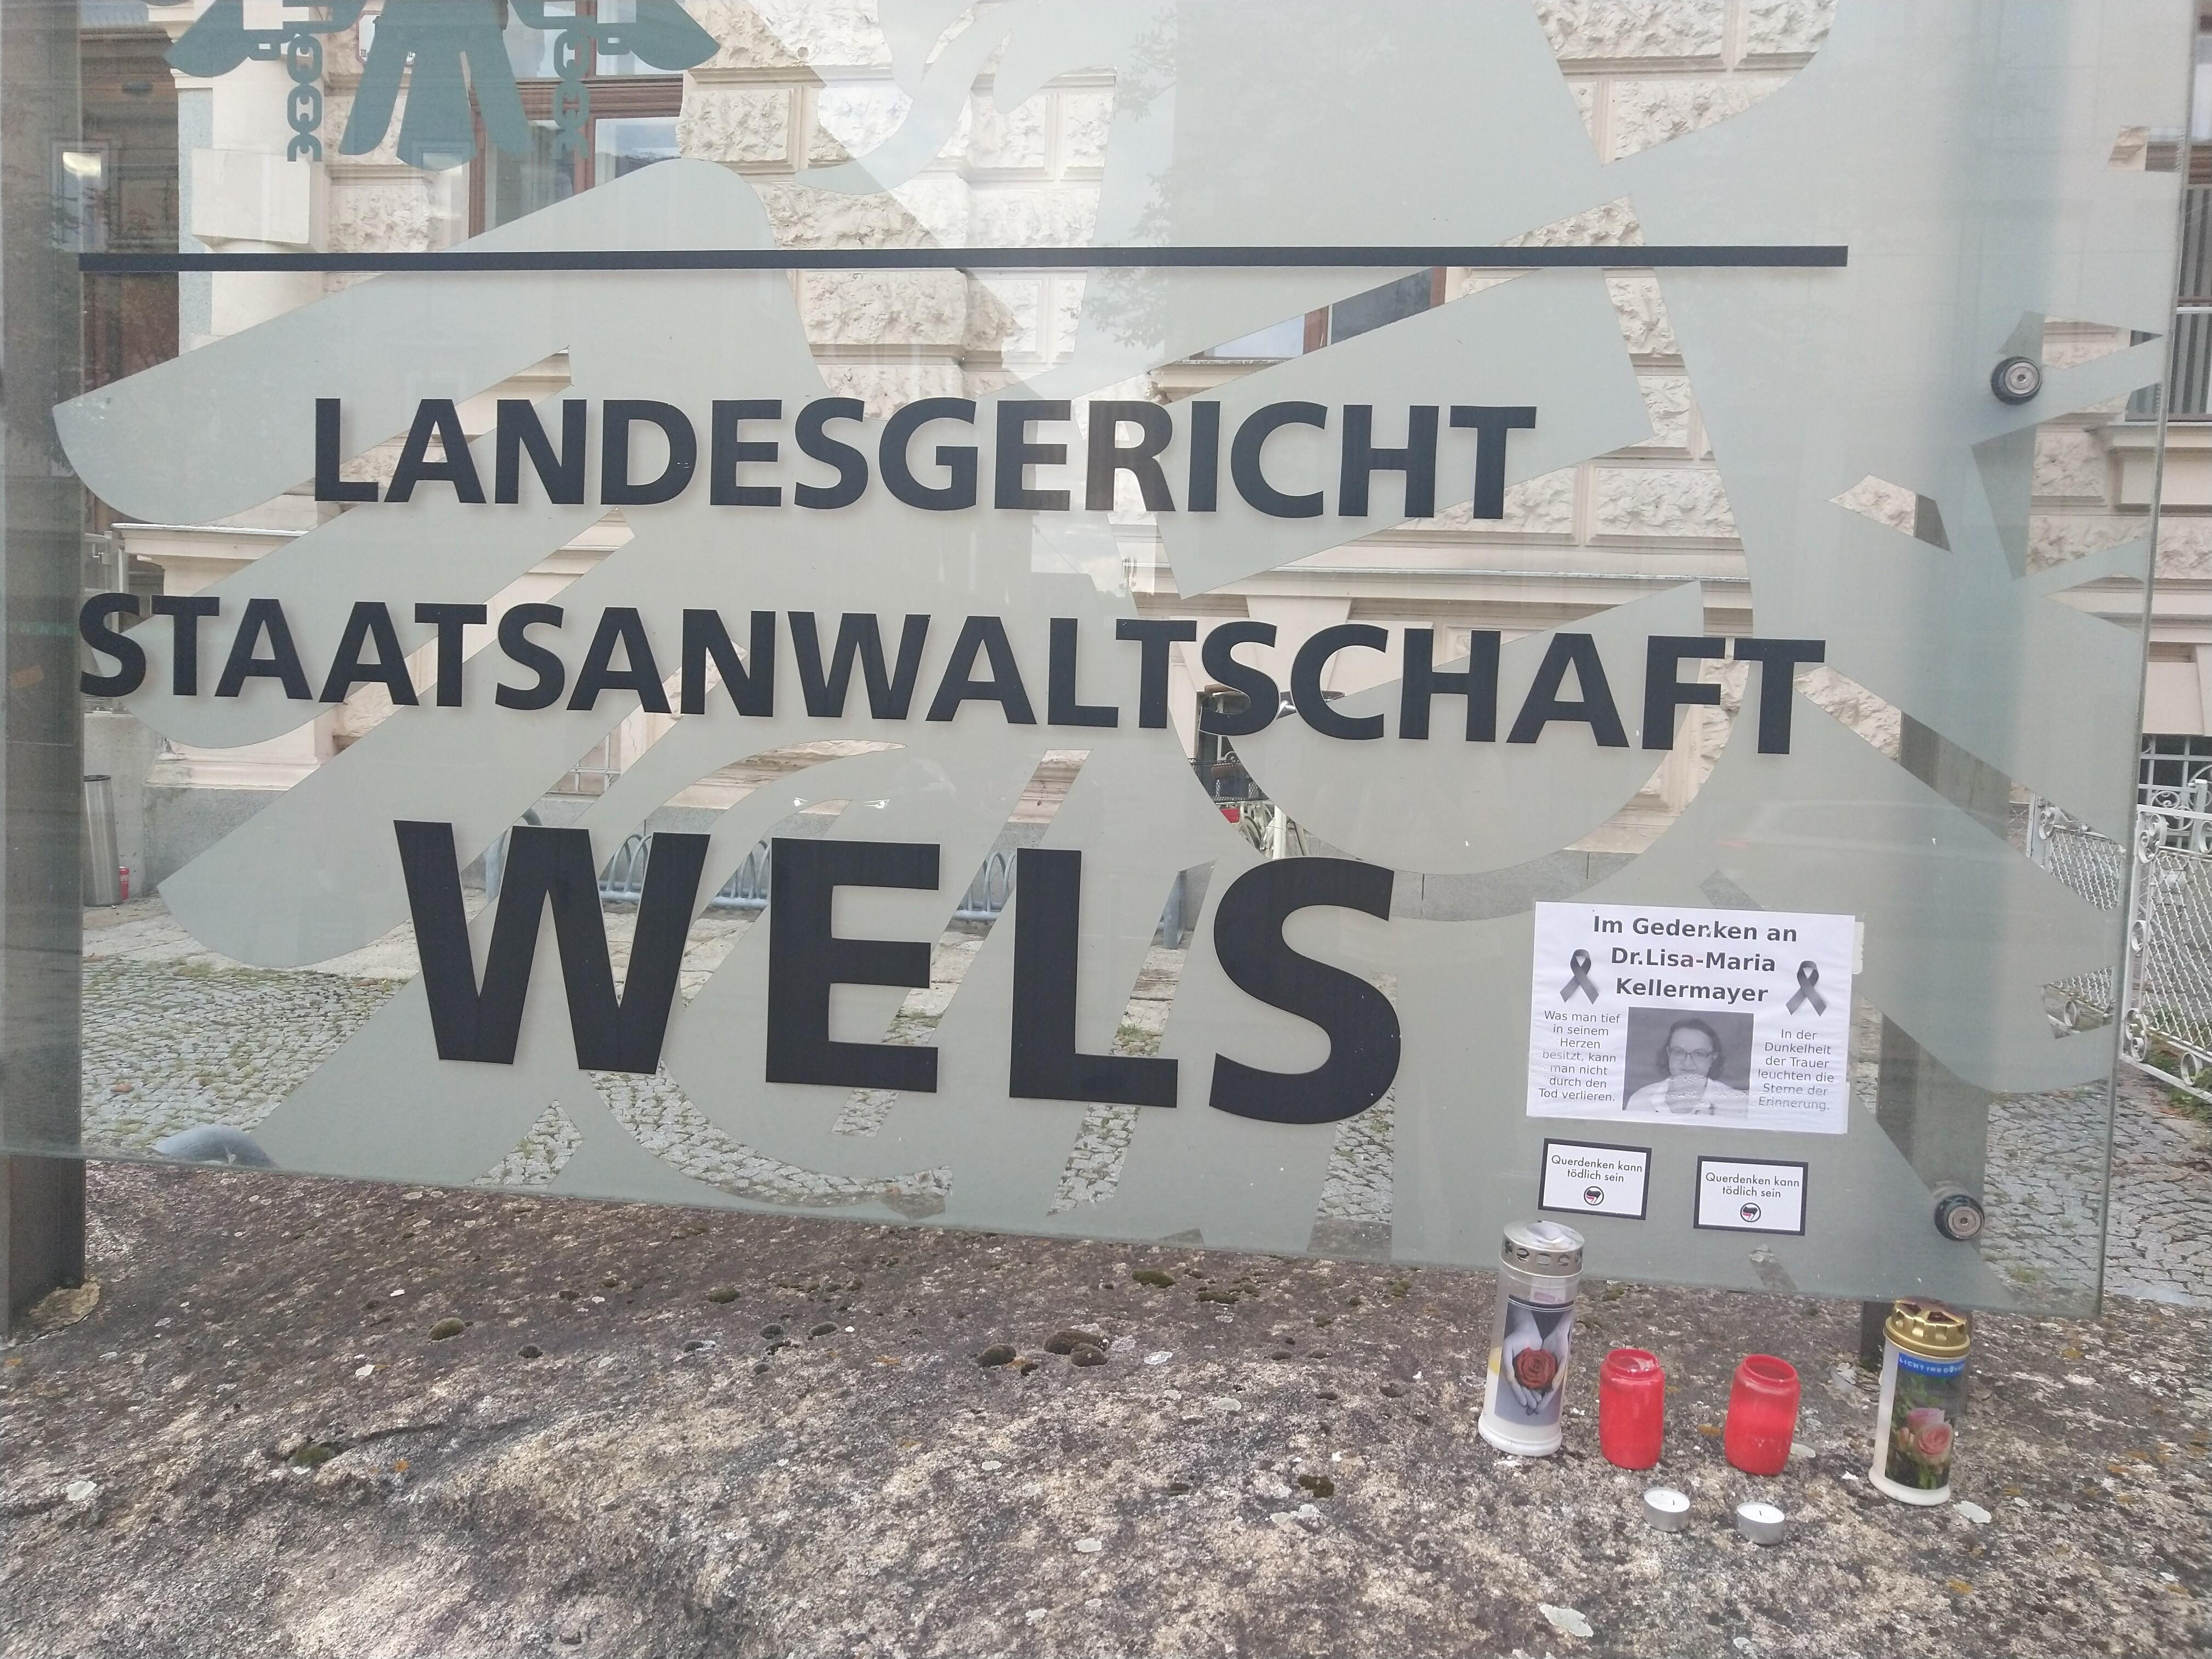 LANDESGERICHT
STAATSANWALTSCHAFT
WELS
Im Gedenken an
Dr.Lisa-Maria
Kellermayer
Was man tief
in seinem
Herzen
besitzt, kann
man nicht
durch den
Tod verlieren.
In der
Dunkelheit
der Trauer
leuchten die
Sterne der
Erinnerung.
Querdenken kann
tödlich sein
Querdenken kann
tödlich sein